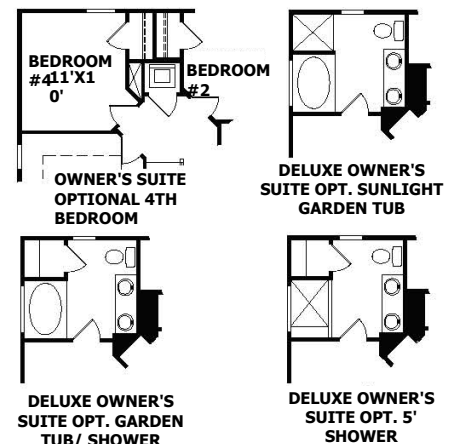 BEDROOM
#4 11'X1
0'
BEDROOM
#2
OWNER'S SUITE
OPTIONAL 4TH
BEDROOM
DELUXE OWNER'S
SUITE OPT. SUNLIGHT
GARDEN TUB
DELUXE OWNER'S
SUITE OPT. GARDEN
TUB/ SHOWER
DELUXE OWNER'S
SUITE OPT. 5'
SHOWER